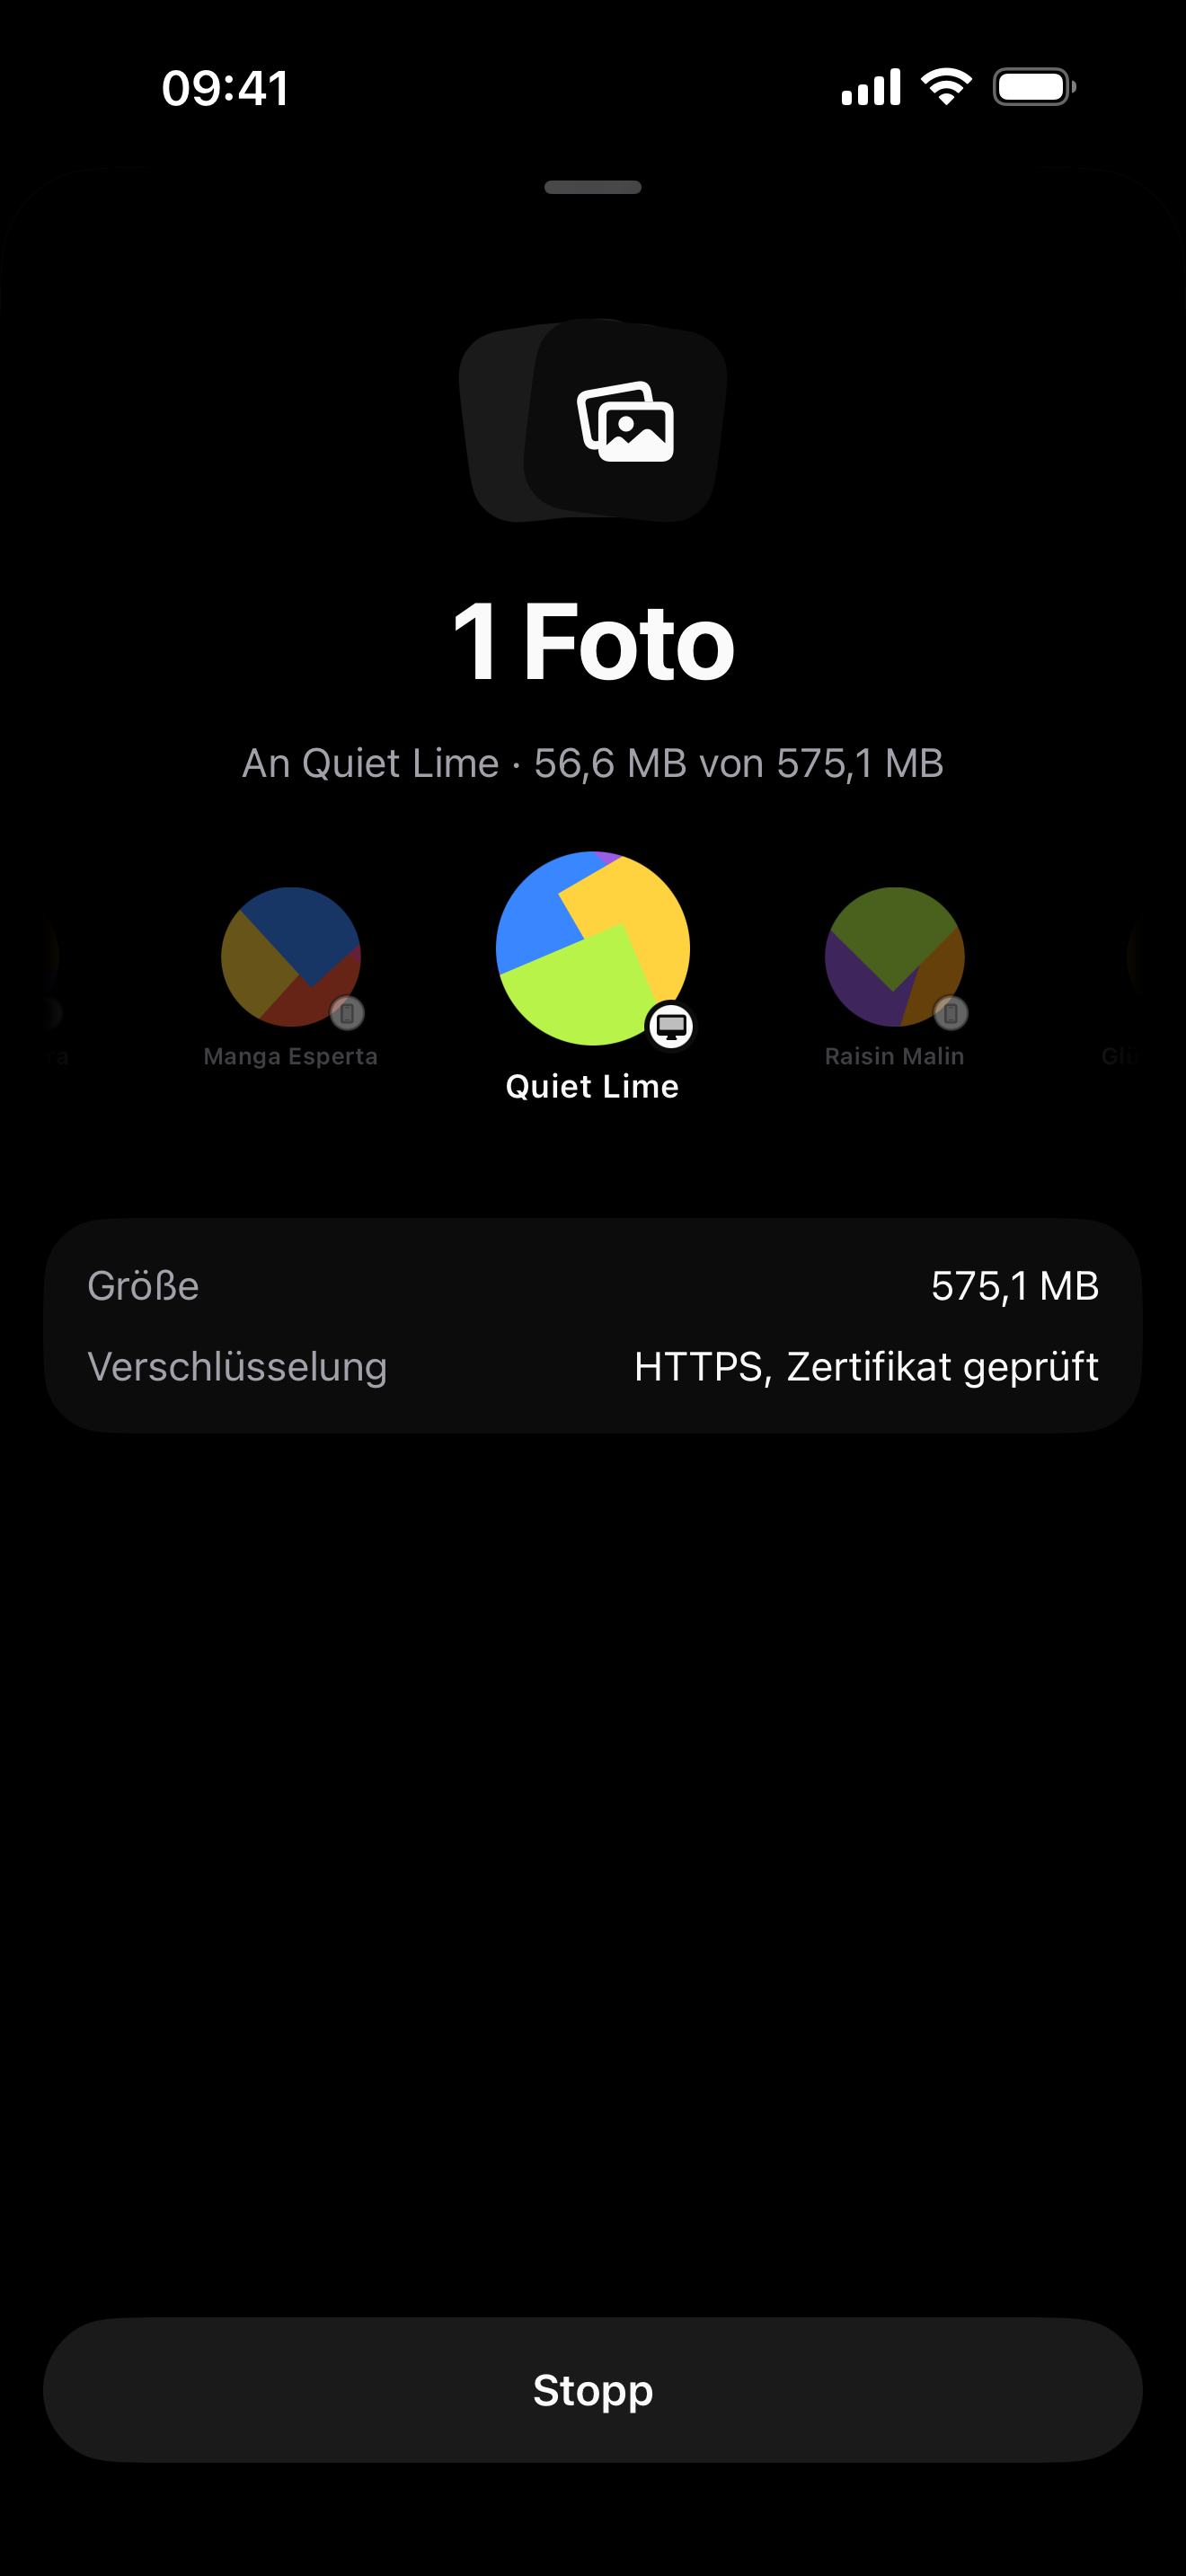 09:41
1 Foto
An Quiet Lime · 56,6 MB von 575,1 MB
Manga Esperta
Quiet Lime
Raisin Malin
Größe 575,1 MB
Verschlüsselung HTTPS, Zertifikat geprüft
Stopp